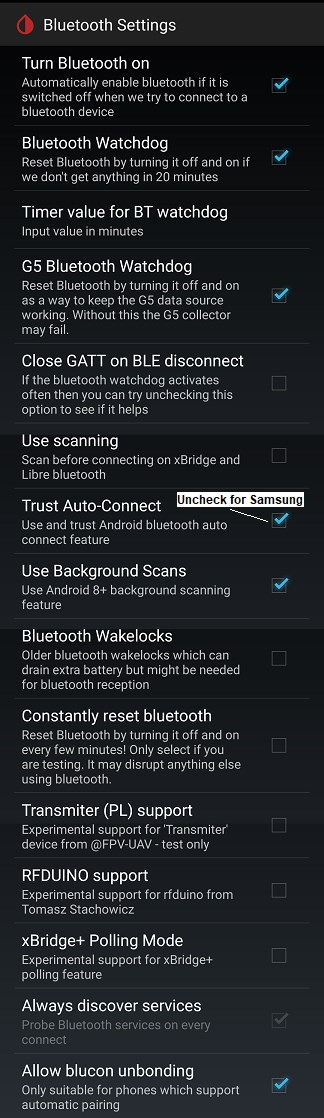 Bluetooth Settings
Turn Bluetooth on
Automatically enable bluetooth if it is
switched off when we try to connect to a
bluetooth device
Bluetooth Watchdog
Reset Bluetooth by turning it off and on if
we don't get anything in 20 minutes
Timer value for BT watchdog
Input value in minutes
G5 Bluetooth Watchdog
Reset Bluetooth by turning it off and on
as a way to keep the G5 data source
working. Without this the G5 collector
may fail.
Close GATT on BLE disconnect
If the bluetooth watchdog activates
often then you can try unchecking this
option to see if it helps
Use scanning
Scan before connecting on xBridge and
Libre bluetooth
Trust Auto-Connect
Uncheck for Samsung
Use and trust Android bluetooth auto
connect feature
Use Background Scans
Use Android 8+ background scanning
feature
Bluetooth Wakelocks
Older bluetooth wakelocks which can
drain extra battery but might be needed
for bluetooth reception
Constantly reset bluetooth
Reset Bluetooth by turning it off and on
every few minutes! Only select if you
are testing. It may disrupt anything else
using bluetooth.
Transmiter (PL) support
Experimental support for 'Transmiter'
device from @FPV-UAV - test only
RFDUINO support
Experimental support for rfduino from
Tomasz Stachowicz
xBridge+ Polling Mode
Experimental support for xBridge+
polling feature
Always discover services
Probe Bluetooth services on every
connect
Allow blucon unbonding
Only suitable for phones which support
automatic pairing